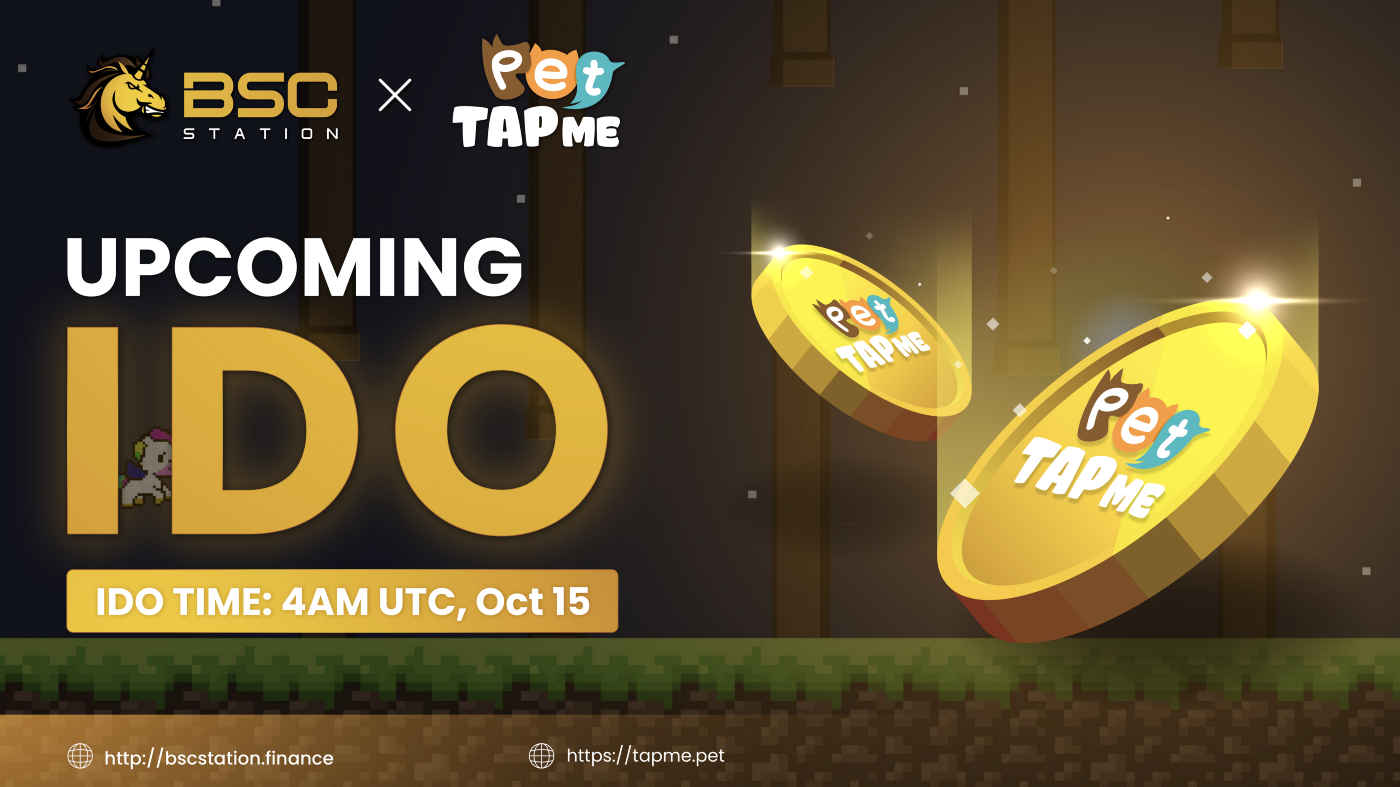 BSC
STATION
Pet
TAP ME
UPCOMING
IDO
IDO TIME: 4AM UTC, Oct 15
Pet
TAP ME
Pet
TAP ME
http://bscstation.finance
https://tapme.pet